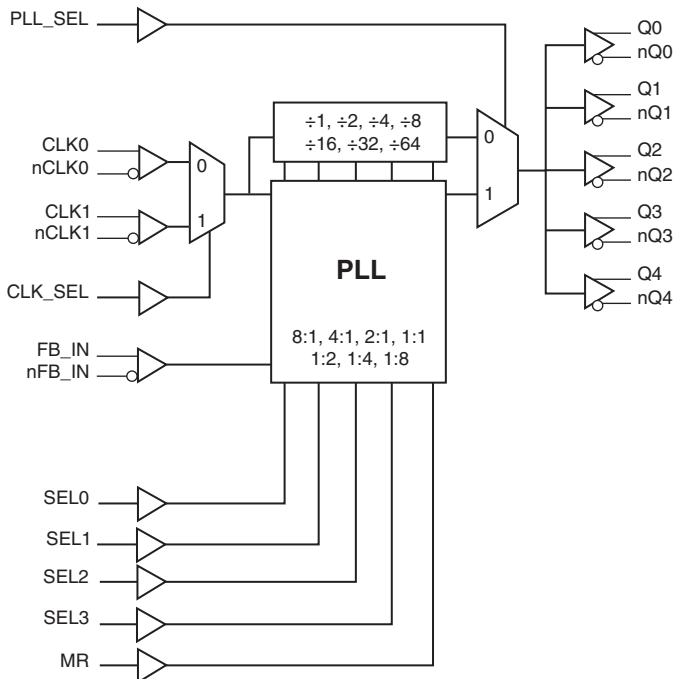 PLL_SEL
Q0
nQ0
Q1
nQ1
Q2
nQ2
Q3
nQ3
Q4
nQ4
÷1, ÷2, ÷4, ÷8
÷16, ÷32, ÷64
0
1
CLK0
nCLK0
0
CLK1
nCLK1
1
CLK_SEL
PLL
8:1, 4:1, 2:1, 1:1
1:2, 1:4, 1:8
FB_IN
nFB_IN
SEL0
SEL1
SEL2
SEL3
MR